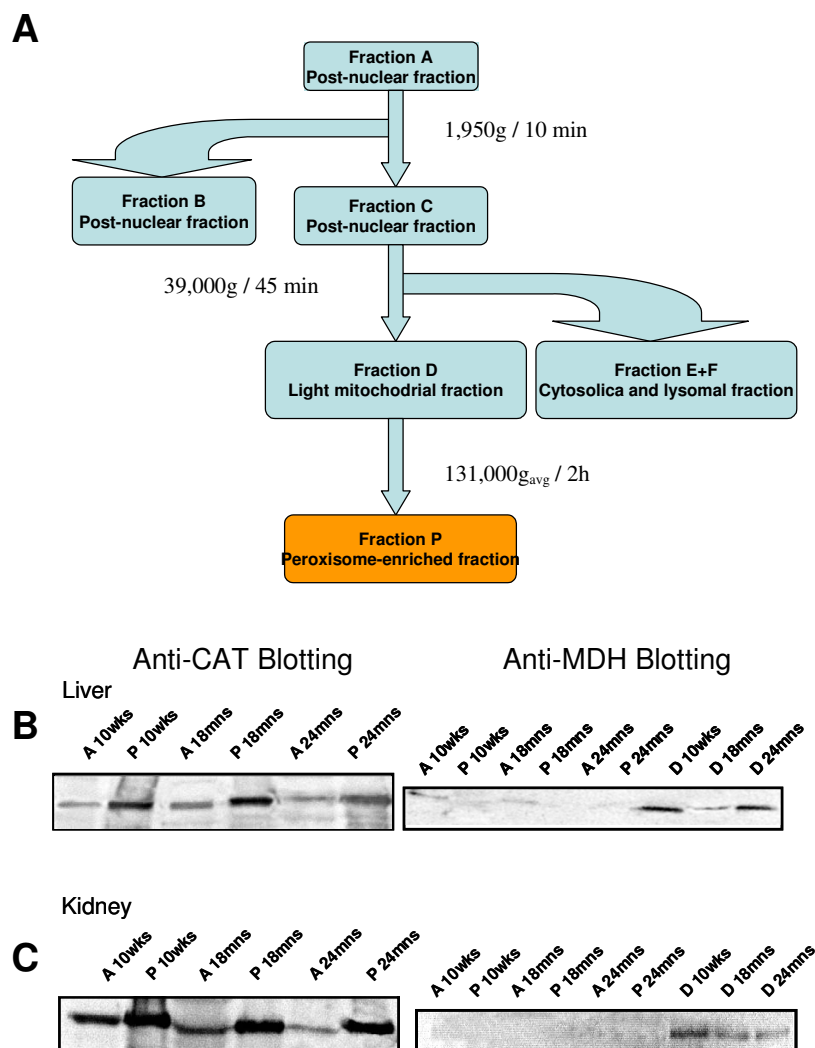 A
Fraction A
Post-nuclear fraction
1,950g / 10 min
Fraction B
Post-nuclear fraction
Fraction C
Post-nuclear fraction
39,000g / 45 min
Fraction D
Light mitochodrial fraction
Fraction E+F
Cytosolica and lysomal fraction
131,000gavg / 2h
Fraction P
Peroxisome-enriched fraction
Anti-CAT Blotting
Anti-MDH Blotting
Liver
B
A 10wks
P 10wks
A 18mns
P 18mns
A 24mns
P 24mns
A 10wks
P 10wks
A 18mns
P 18mns
A 24mns
P 24mns
D 10wks
D 18mns
D 24mns
Kidney
C
A 10wks
P 10wks
A 18mns
P 18mns
A 24mns
P 24mns
A 10wks
P 10wks
A 18mns
P 18mns
A 24mns
P 24mns
D 10wks
D 18mns
D 24mns